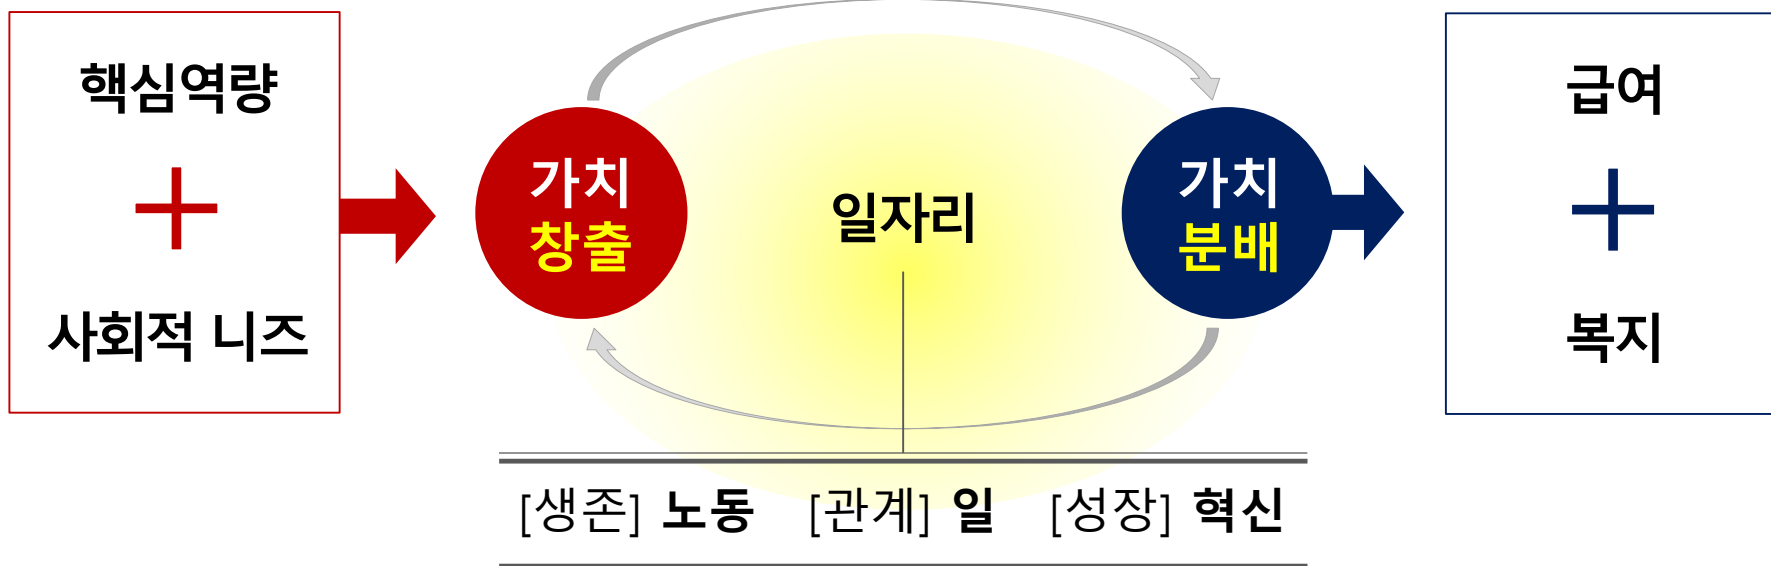 핵심역량
사회적 니즈
가치
창출
일자리
가치
분배
급여
복지
[생존] 노동 [관계] 일 [성장] 혁신